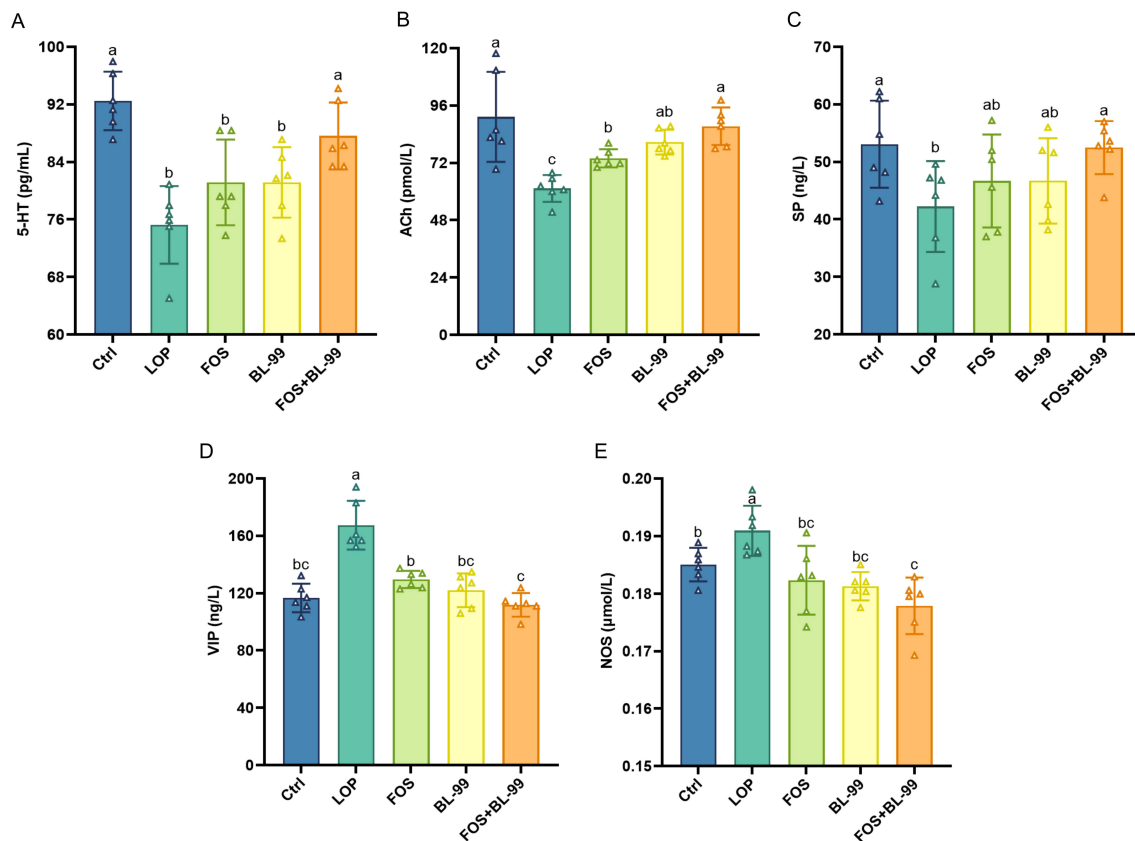 A
5-HT (pg/mL)
100
92
84
76
68
60
a
b
b
b
a
Ctrl
LOP
FOS
BL-99
FOS+BL-99
B
ACh (pmol/L)
120
96
72
48
24
0
a
c
b
ab
a
Ctrl
LOP
FOS
BL-99
FOS+BL-99
C
SP (ng/L)
70
60
50
40
30
20
a
b
ab
ab
a
Ctrl
LOP
FOS
BL-99
FOS+BL-99
D
VIP (ng/L)
200
160
120
80
40
0
bc
a
b
bc
c
Ctrl
LOP
FOS
BL-99
FOS+BL-99
E
NOS (μmol/L)
0.20
0.19
0.18
0.17
0.16
0.15
b
a
bc
bc
c
Ctrl
LOP
FOS
BL-99
FOS+BL-99